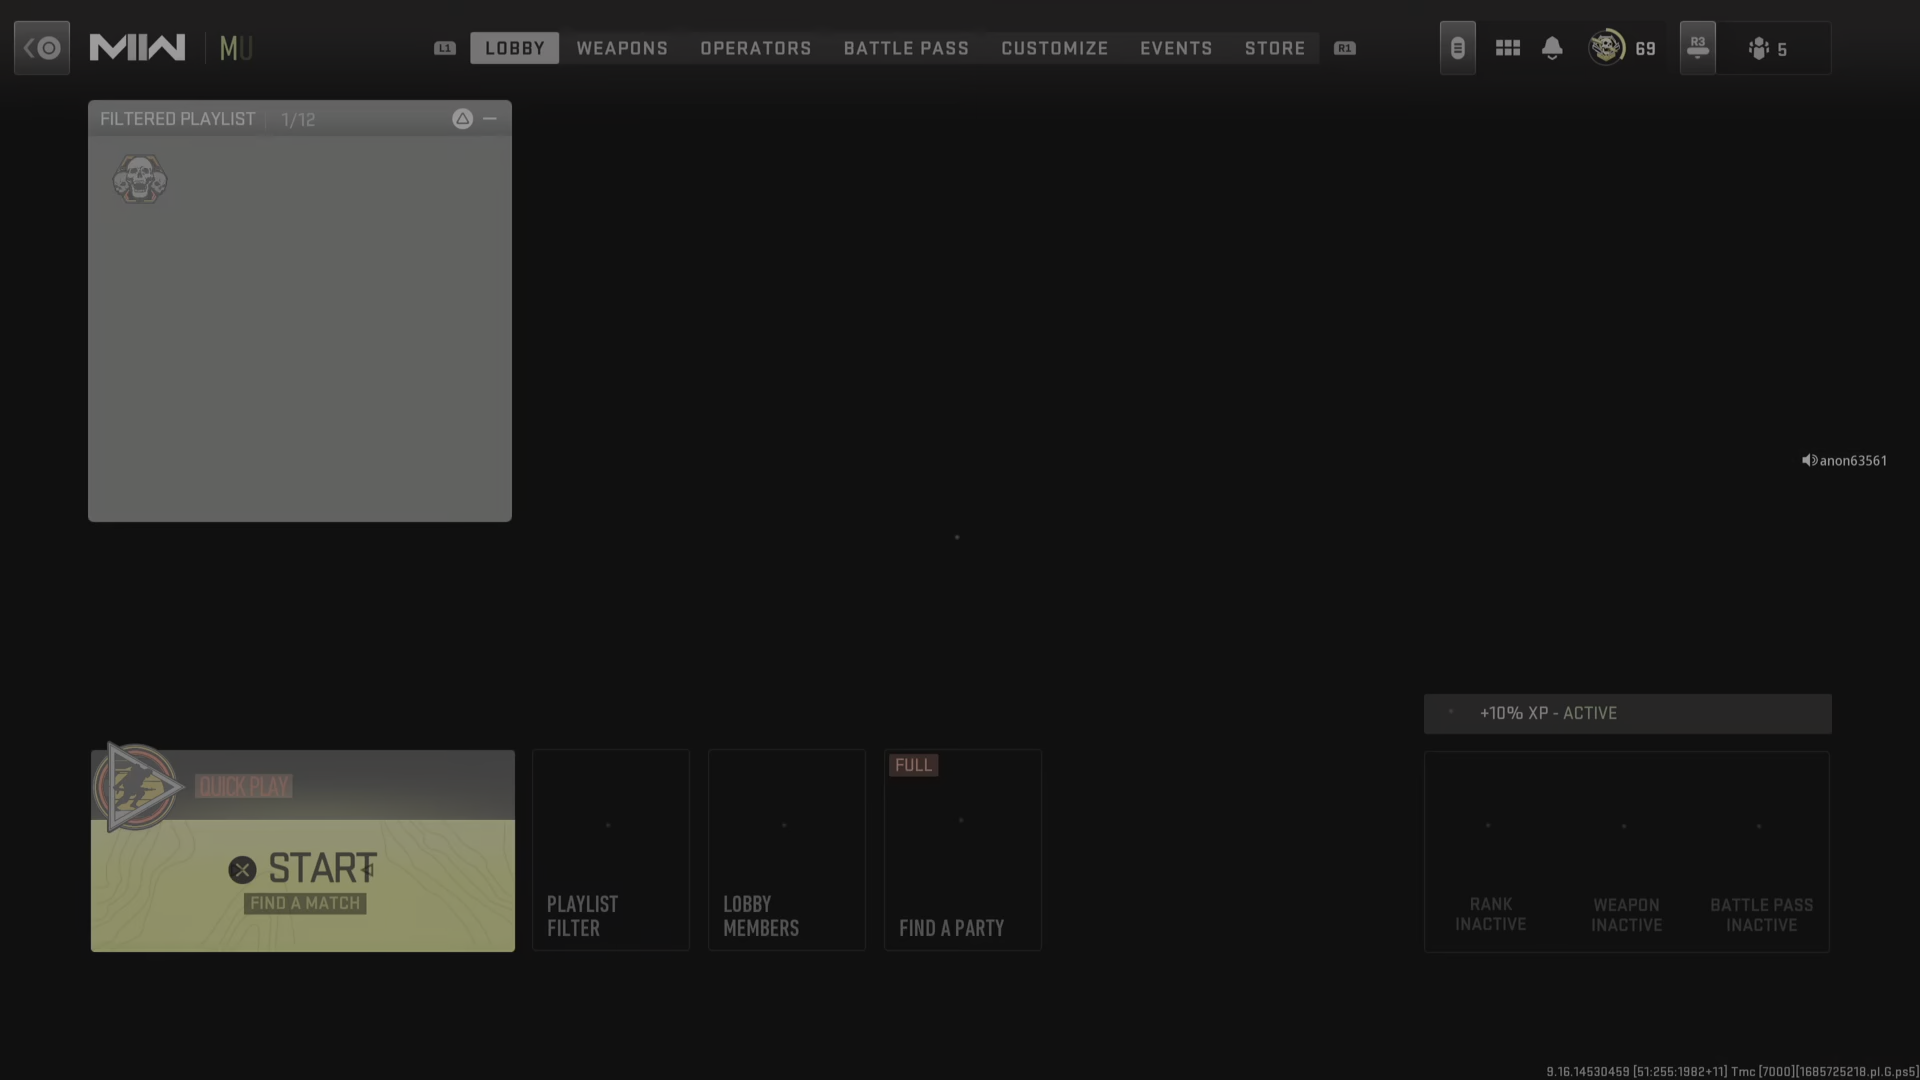 MW MU
L1 LOBBY WEAPONS OPERATORS BATTLE PASS CUSTOMIZE EVENTS STORE R1
69 R3 5
FILTERED PLAYLIST 1/12
anon63561
+10% XP - ACTIVE
QUICK PLAY
START
FIND A MATCH
PLAYLIST
FILTER
LOBBY
MEMBERS
FULL
FIND A PARTY
RANK
INACTIVE
WEAPON
INACTIVE
BATTLE PASS
INACTIVE
9.16.14530459 [51:255:1982+11] Tmc [7000][1685725218.pl.G.ps5]